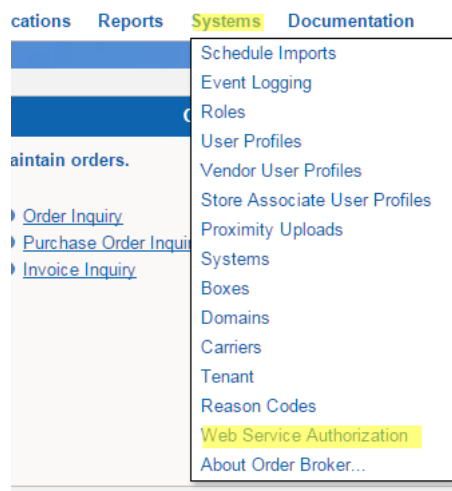 cations Reports Systems Documentation
Schedule Imports
Event Logging
Roles
User Profiles
Vendor User Profiles
Store Associate User Profiles
Proximity Uploads
Systems
Boxes
Domains
Carriers
Tenant
Reason Codes
Web Service Authorization
About Order Broker...
aintain orders.
Order Inquiry
Purchase Order Inqui
Invoice Inquiry